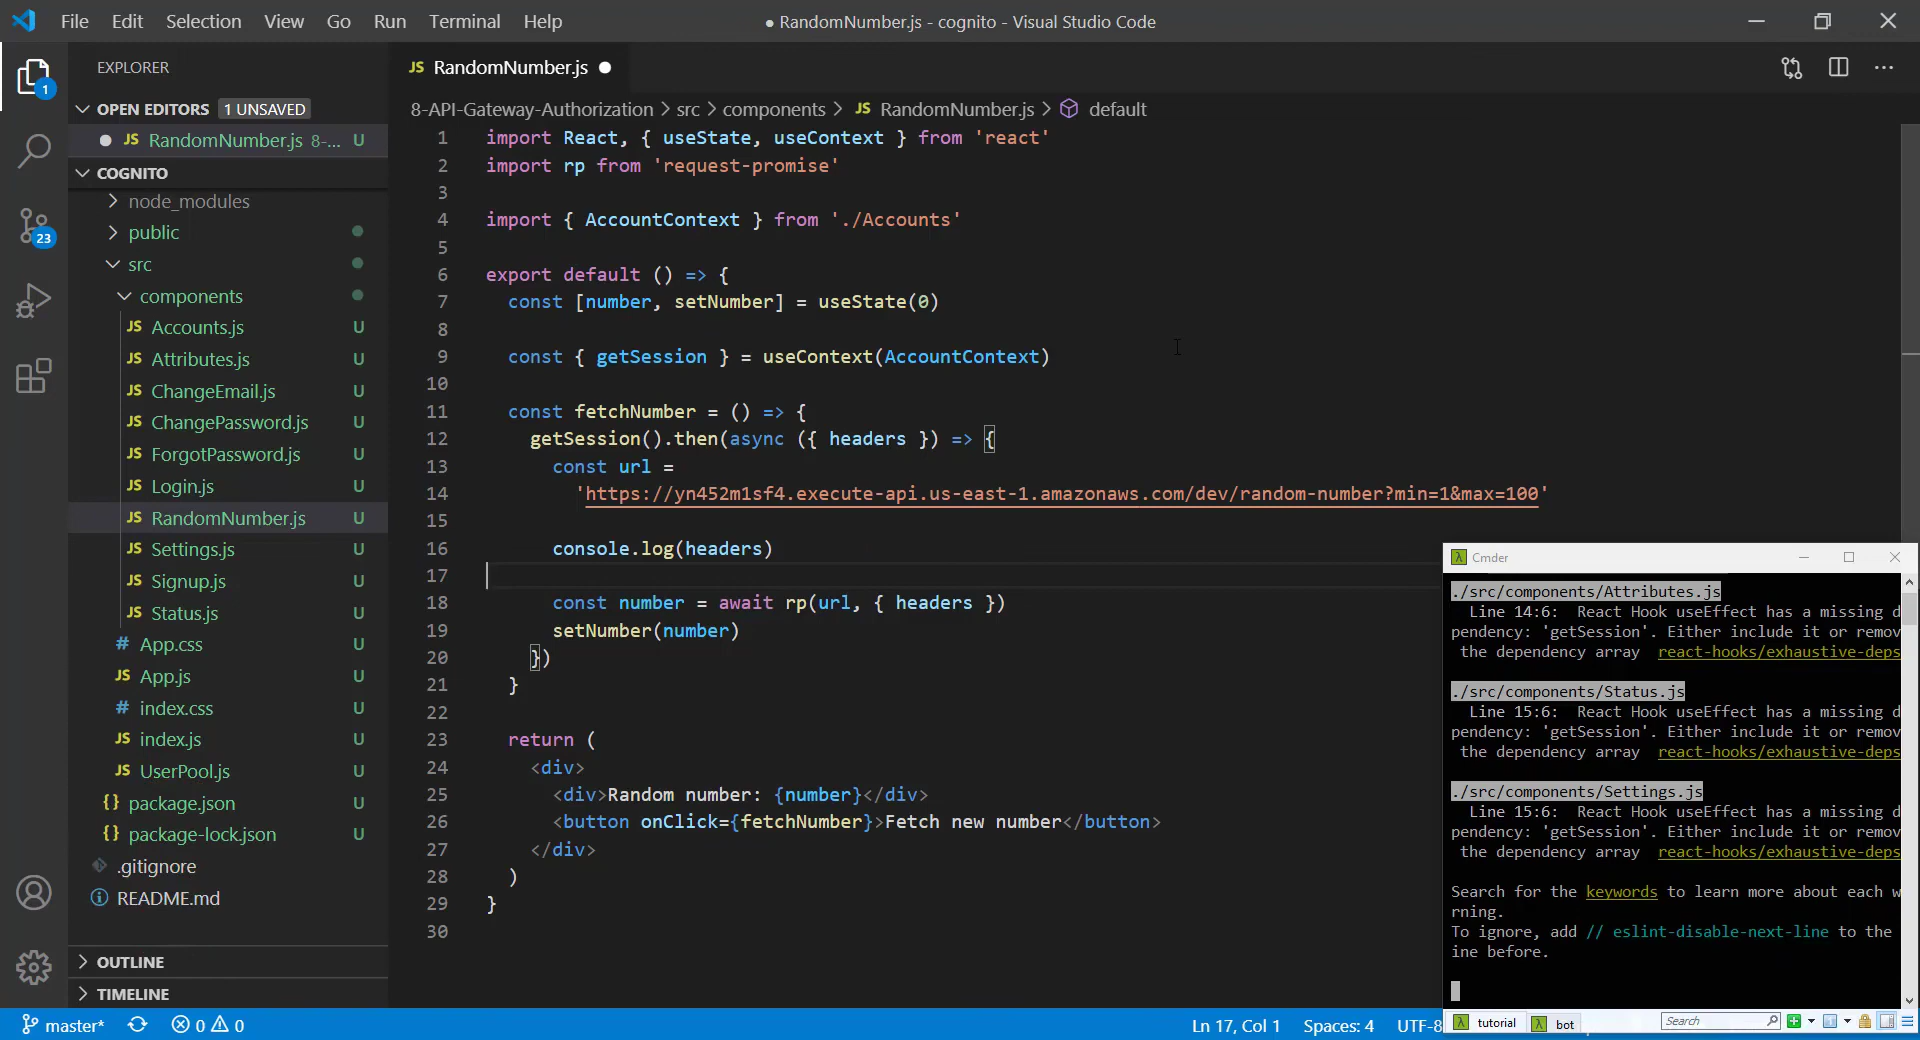 File Edit Selection View Go Run Terminal Help
● RandomNumber.js - cognito - Visual Studio Code
EXPLORER
OPEN EDITORS 1 UNSAVED
JS RandomNumber.js 8-... U
COGNITO
node_modules
public
src
components
JS Accounts.js U
JS Attributes.js U
JS ChangeEmail.js U
JS ChangePassword.js U
JS ForgotPassword.js U
JS Login.js U
JS RandomNumber.js U
JS Settings.js U
JS Signup.js U
JS Status.js U
# App.css U
JS App.js U
# index.css U
JS index.js U
JS UserPool.js U
{} package.json U
{} package-lock.json U
.gitignore
README.md
OUTLINE
TIMELINE
1
23
JS RandomNumber.js ●
8-API-Gateway-Authorization > src > components > JS RandomNumber.js > default
1 import React, { useState, useContext } from 'react'
2 import rp from 'request-promise'
3
4 import { AccountContext } from './Accounts'
5
6 export default () => {
7 const [number, setNumber] = useState(0)
8
9 const { getSession } = useContext(AccountContext)
10
11 const fetchNumber = () => {
12 getSession().then(async ({ headers }) => {
13 const url =
14 'https://yn452m1sf4.execute-api.us-east-1.amazonaws.com/dev/random-number?min=1&max=100'
15
16 console.log(headers)
17
18 const number = await rp(url, { headers })
19 setNumber(number)
20 })
21 }
22
23 return (
24 <div>
25 <div>Random number: {number}</div>
26 <button onClick={fetchNumber}>Fetch new number</button>
27 </div>
28 )
29 }
30
Cmder
./src/components/Attributes.js
Line 14:6: React Hook useEffect has a missing d
pendency: 'getSession'. Either include it or remov
the dependency array react-hooks/exhaustive-deps
./src/components/Status.js
Line 15:6: React Hook useEffect has a missing d
pendency: 'getSession'. Either include it or remov
the dependency array react-hooks/exhaustive-deps
./src/components/Settings.js
Line 15:6: React Hook useEffect has a missing d
pendency: 'getSession'. Either include it or remov
the dependency array react-hooks/exhaustive-deps
Search for the keywords to learn more about each w
rning.
To ignore, add // eslint-disable-next-line to the
ine before.
λ tutorial λ bot Search
master* 0 0 Ln 17, Col 1 Spaces: 4 UTF-8